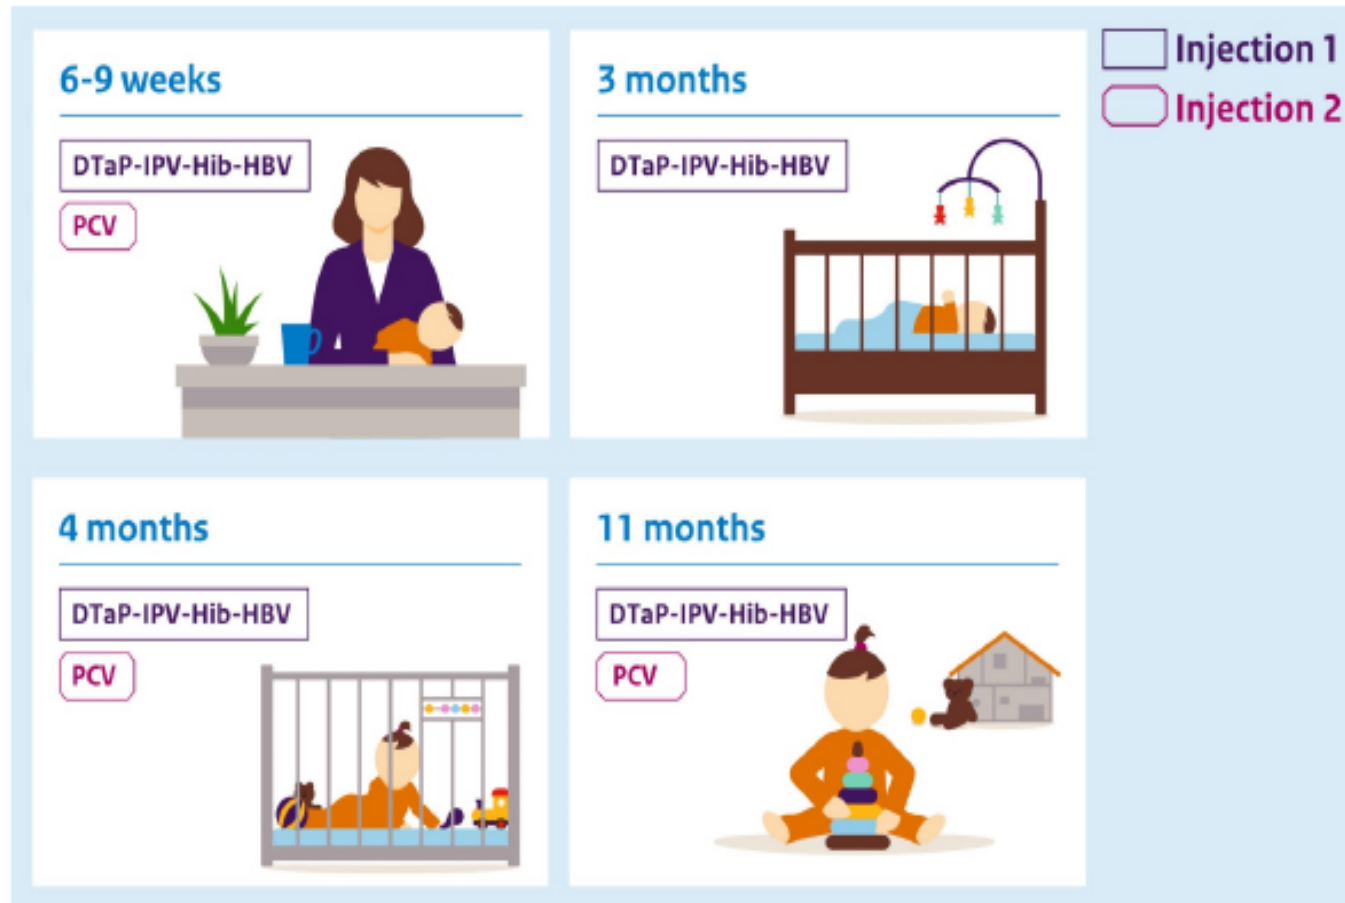 6-9 weeks
DTaP-IPV-Hib-HBV
PCV
3 months
DTaP-IPV-Hib-HBV
Injection 1
Injection 2
4 months
DTaP-IPV-Hib-HBV
PCV
11 months
DTaP-IPV-Hib-HBV
PCV